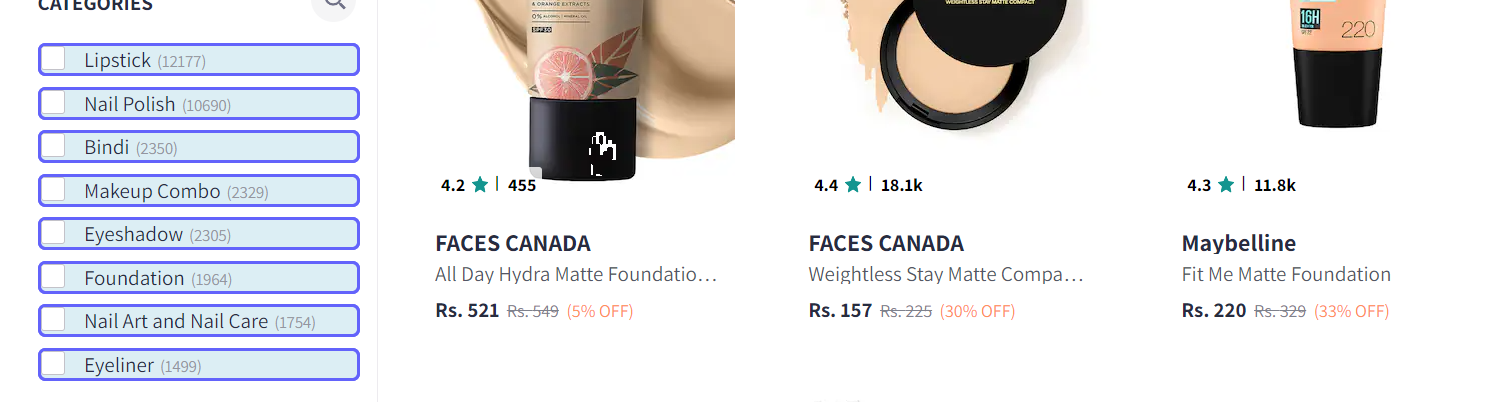 CATEGORIES
Lipstick (12177)
Nail Polish (10690)
Bindi (2350)
Makeup Combo (2329)
Eyeshadow (2305)
Foundation (1964)
Nail Art and Nail Care (1754)
Eyeliner (1499)
& ORANGE EXTRACTS
0% ALCOHOL | MINERAL OIL
SPF30
4.2 | 455
FACES CANADA
All Day Hydra Matte Foundatio...
Rs. 521 Rs. 549 (5% OFF)
WEIGHTLESS STAY MATTE COMPACT
4.4 | 18.1k
FACES CANADA
Weightless Stay Matte Compa...
Rs. 157 Rs. 225 (30% OFF)
16H
220
4.3 | 11.8k
Maybelline
Fit Me Matte Foundation
Rs. 220 Rs. 329 (33% OFF)